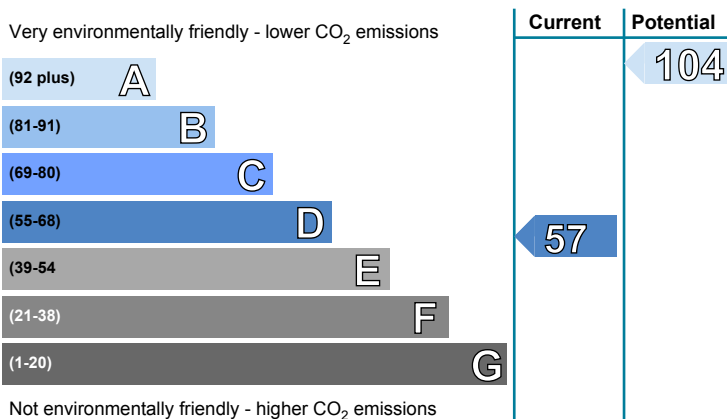 Current Potential
Very environmentally friendly - lower CO2 emissions
104
(92 plus) A
(81-91) B
(69-80) C
(55-68) D
57
(39-54 E
(21-38) F
(1-20) G
Not environmentally friendly - higher CO2 emissions